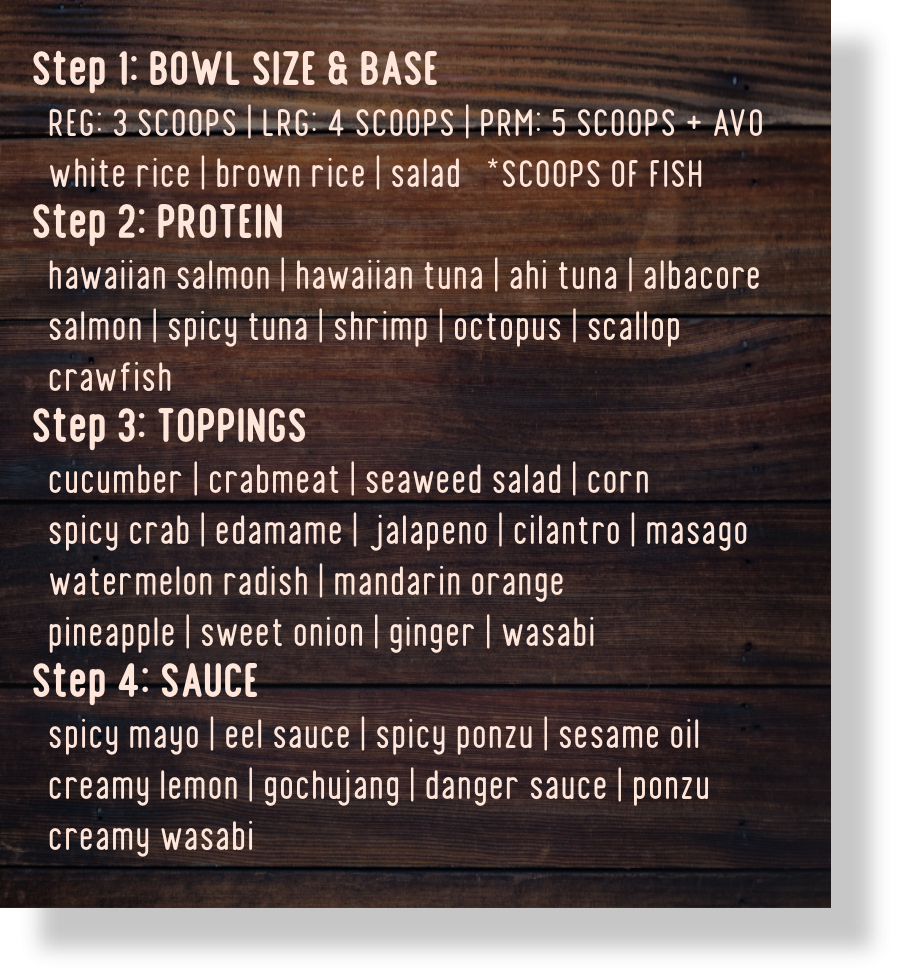 Step 1: BOWL SIZE & BASE
REG: 3 SCOOPS | LRG: 4 SCOOPS | PRM: 5 SCOOPS + AVO
white rice | brown rice | salad *SCOOPS OF FISH
Step 2: PROTEIN
hawaiian salmon | hawaiian tuna | ahi tuna | albacore
salmon | spicy tuna | shrimp | octopus | scallop
crawfish
Step 3: TOPPINGS
cucumber | crabmeat | seaweed salad | corn
spicy crab | edamame | jalapeno | cilantro | masago
watermelon radish | mandarin orange
pineapple | sweet onion | ginger | wasabi
Step 4: SAUCE
spicy mayo | eel sauce | spicy ponzu | sesame oil
creamy lemon | gochujang | danger sauce | ponzu
creamy wasabi